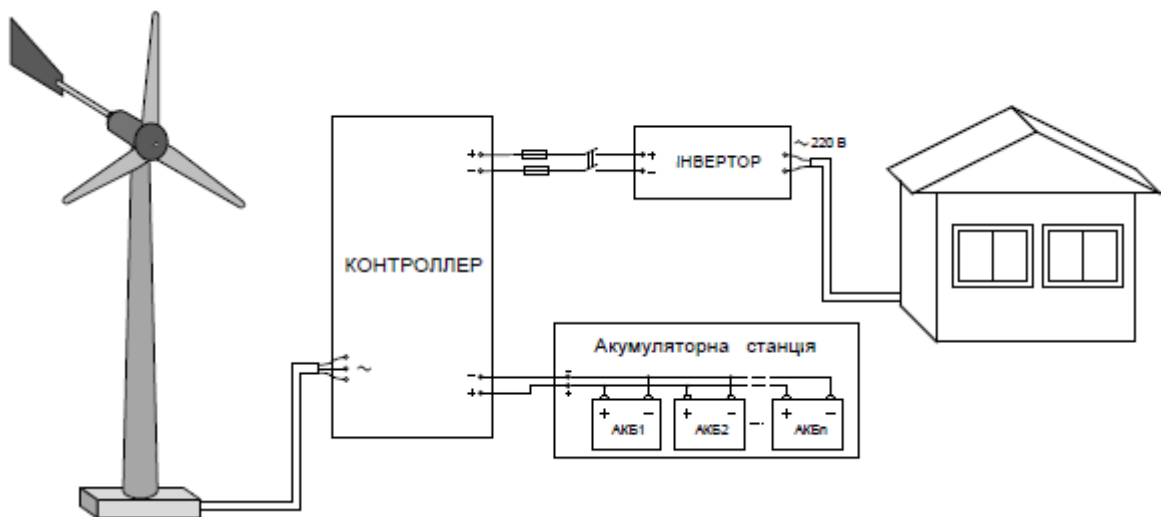 +
−
+
−
ІНВЕРТОР
~ 220 В
КОНТРОЛЛЕР
~
Акумуляторна станція
−
+
-
+
+ − + − + −
АКБ1 АКБ2 ... АКБn